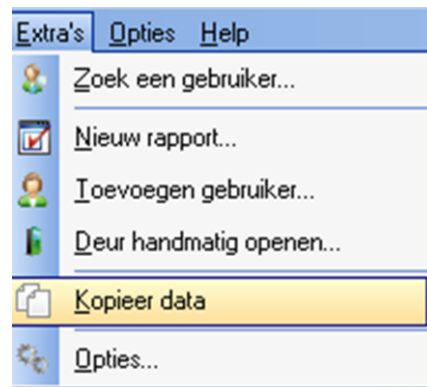 Extra's Opties Help
Zoek een gebruiker...
Nieuw rapport...
Toevoegen gebruiker...
Deur handmatig openen...
Kopieer data
Opties...